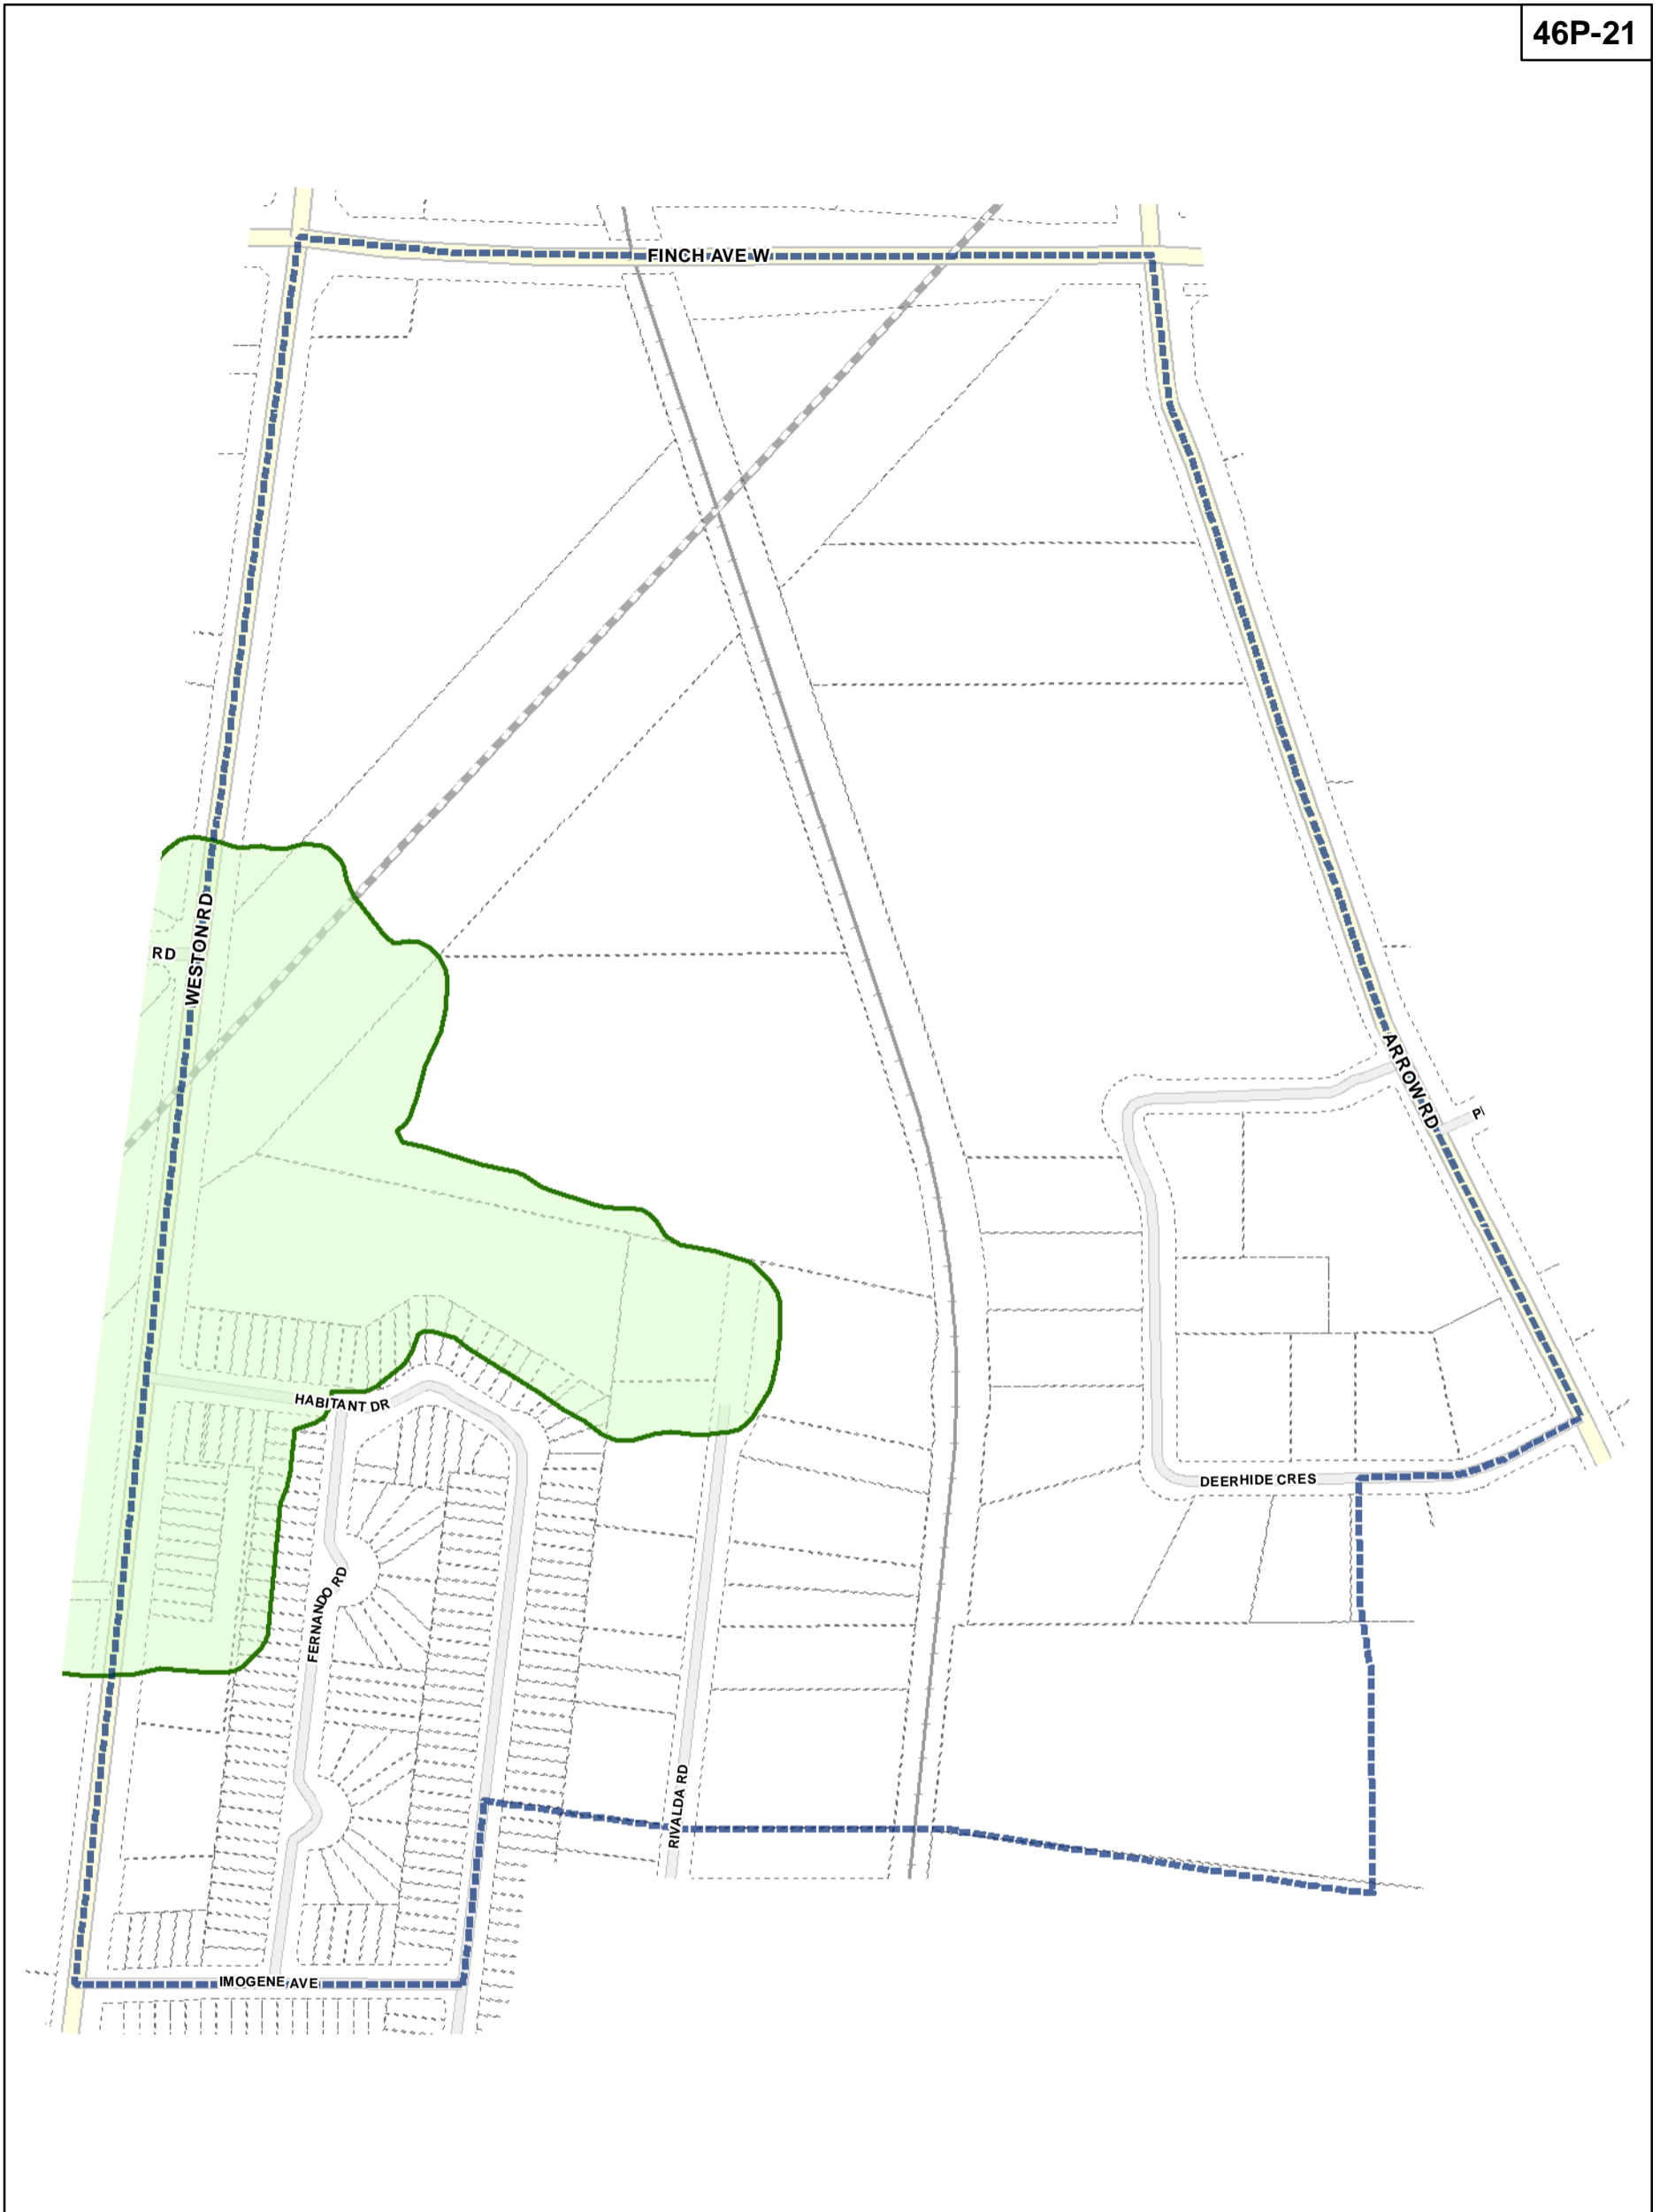 46P-21
FINCH AVE W
WESTON RD
RD
ARROW RD
P
HABITANT DR
DEERHIDE CRES
FERNANDO RD
RIVALDA RD
IMOGENE AVE